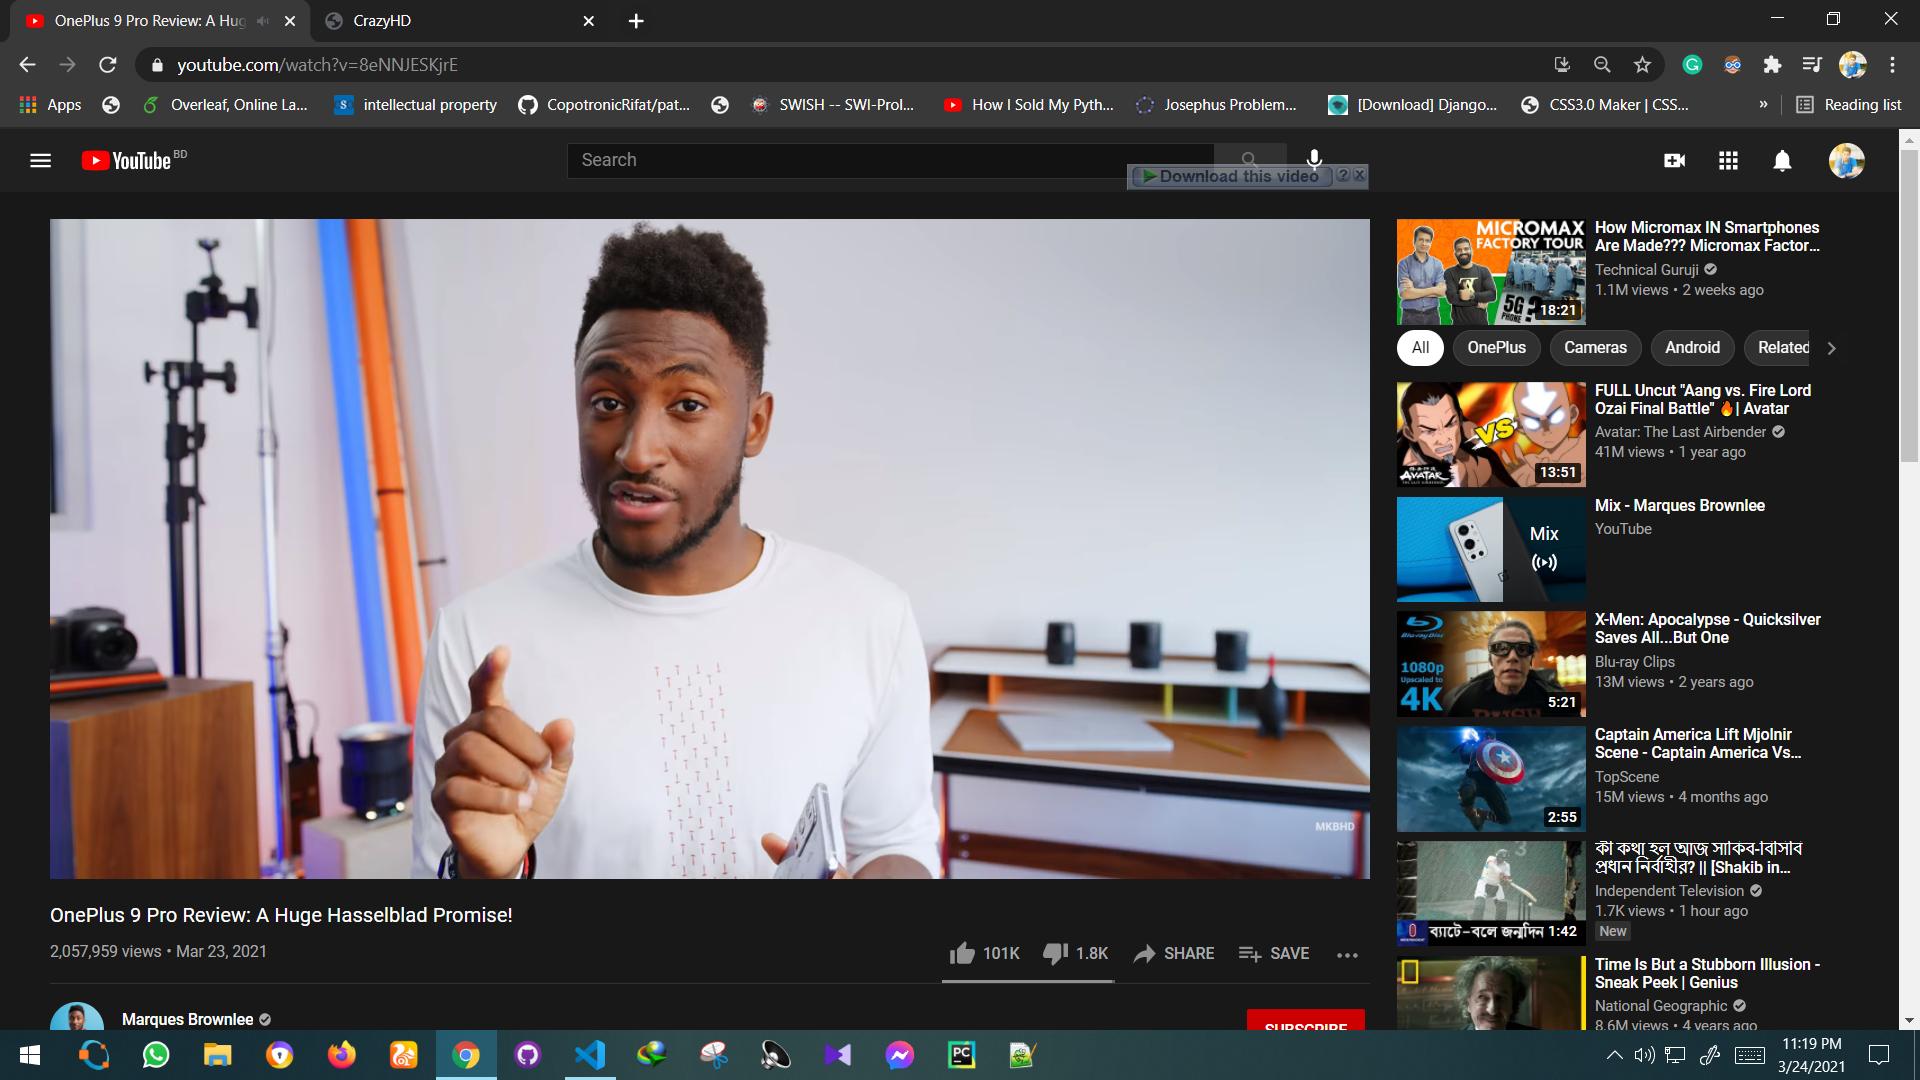 OnePlus 9 Pro Review: A Hug
CrazyHD
youtube.com/watch?v=8eNNJESKjrE
Apps
Overleaf, Online La...
intellectual property
CopotronicRifat/pat...
SWISH -- SWI-Prol...
How I Sold My Pyth...
Josephus Problem...
[Download] Django...
CSS3.0 Maker | CSS...
»
Reading list
YouTube BD
Search
Download this video
MKBHD
OnePlus 9 Pro Review: A Huge Hasselblad Promise!
2,057,959 views • Mar 23, 2021
101K
1.8K
SHARE
SAVE
Marques Brownlee
SUBSCRIBE
MICROMAX
FACTORY TOUR
5G ?
PHONE
18:21
How Micromax IN Smartphones
Are Made??? Micromax Factor...
Technical Guruji
1.1M views • 2 weeks ago
All
OnePlus
Cameras
Android
Related
VS
AVATAR
13:51
FULL Uncut "Aang vs. Fire Lord
Ozai Final Battle" 🔥| Avatar
Avatar: The Last Airbender
41M views • 1 year ago
Mix
Mix - Marques Brownlee
YouTube
Blu-ray Disc
1080p
Upscaled to
4K
RUSH
5:21
X-Men: Apocalypse - Quicksilver
Saves All...But One
Blu-ray Clips
13M views • 2 years ago
2:55
Captain America Lift Mjolnir
Scene - Captain America Vs...
TopScene
15M views • 4 months ago
3
ব্যাটে-বলে জন্মদিন
1:42
কী কথা হল আজ সাকিব-বিসিবি
প্রধান নির্বাহীর? || [Shakib in...
Independent Television
1.7K views • 1 hour ago
New
Time Is But a Stubborn Illusion -
Sneak Peek | Genius
National Geographic
8.6M views • 4 years ago
PC
11:19 PM
3/24/2021